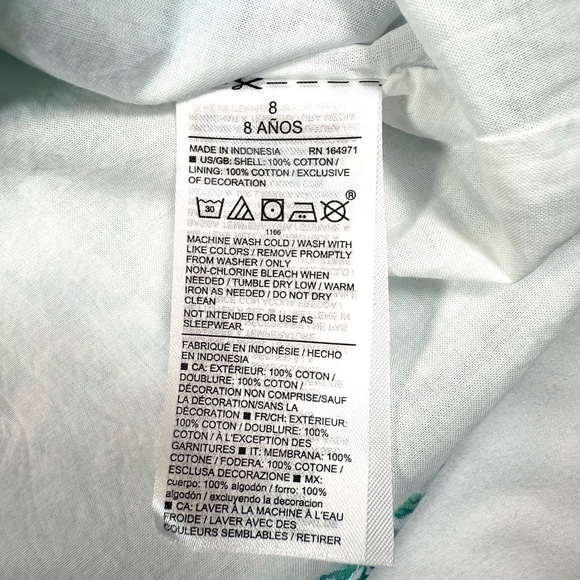 8
8 AÑOS
MADE IN INDONESIA RN 164971
■ US/GB: SHELL: 100% COTTON /
LINING: 100% COTTON / EXCLUSIVE
OF DECORATION
®
30
1166
MACHINE WASH COLD / WASH WITH
LIKE COLORS / REMOVE PROMPTLY
FROM WASHER / ONLY
NON-CHLORINE BLEACH WHEN
NEEDED / TUMBLE DRY LOW / WARM
IRON AS NEEDED / DO NOT DRY
CLEAN
NOT INTENDED FOR USE AS
SLEEPWEAR.
FABRIQUÉ EN INDONÉSIE / HECHO
EN INDONESIA
■ CA: EXTÉRIEUR: 100% COTON /
DOUBLURE: 100% COTON /
DÉCORATION NON COMPRISE/SAUF
LA DÉCORATION/SANS LA
DÉCORATION ■ FR/CH: EXTÉRIEUR:
100% COTON / DOUBLURE: 100%
COTON / À L'EXCEPTION DES
GARNITURES ■ IT: MEMBRANA: 100%
COTONE / FODERA: 100% COTONE /
ESCLUSA DECORAZIONE ■ MX:
cuerpo: 100% algodón / forro: 100%
algodón / excluyendo la decoracion
■ CA: LAVER À LA MACHINE À L'EAU
FROIDE / LAVER AVEC DES
COULEURS SEMBLABLES / RETIRER